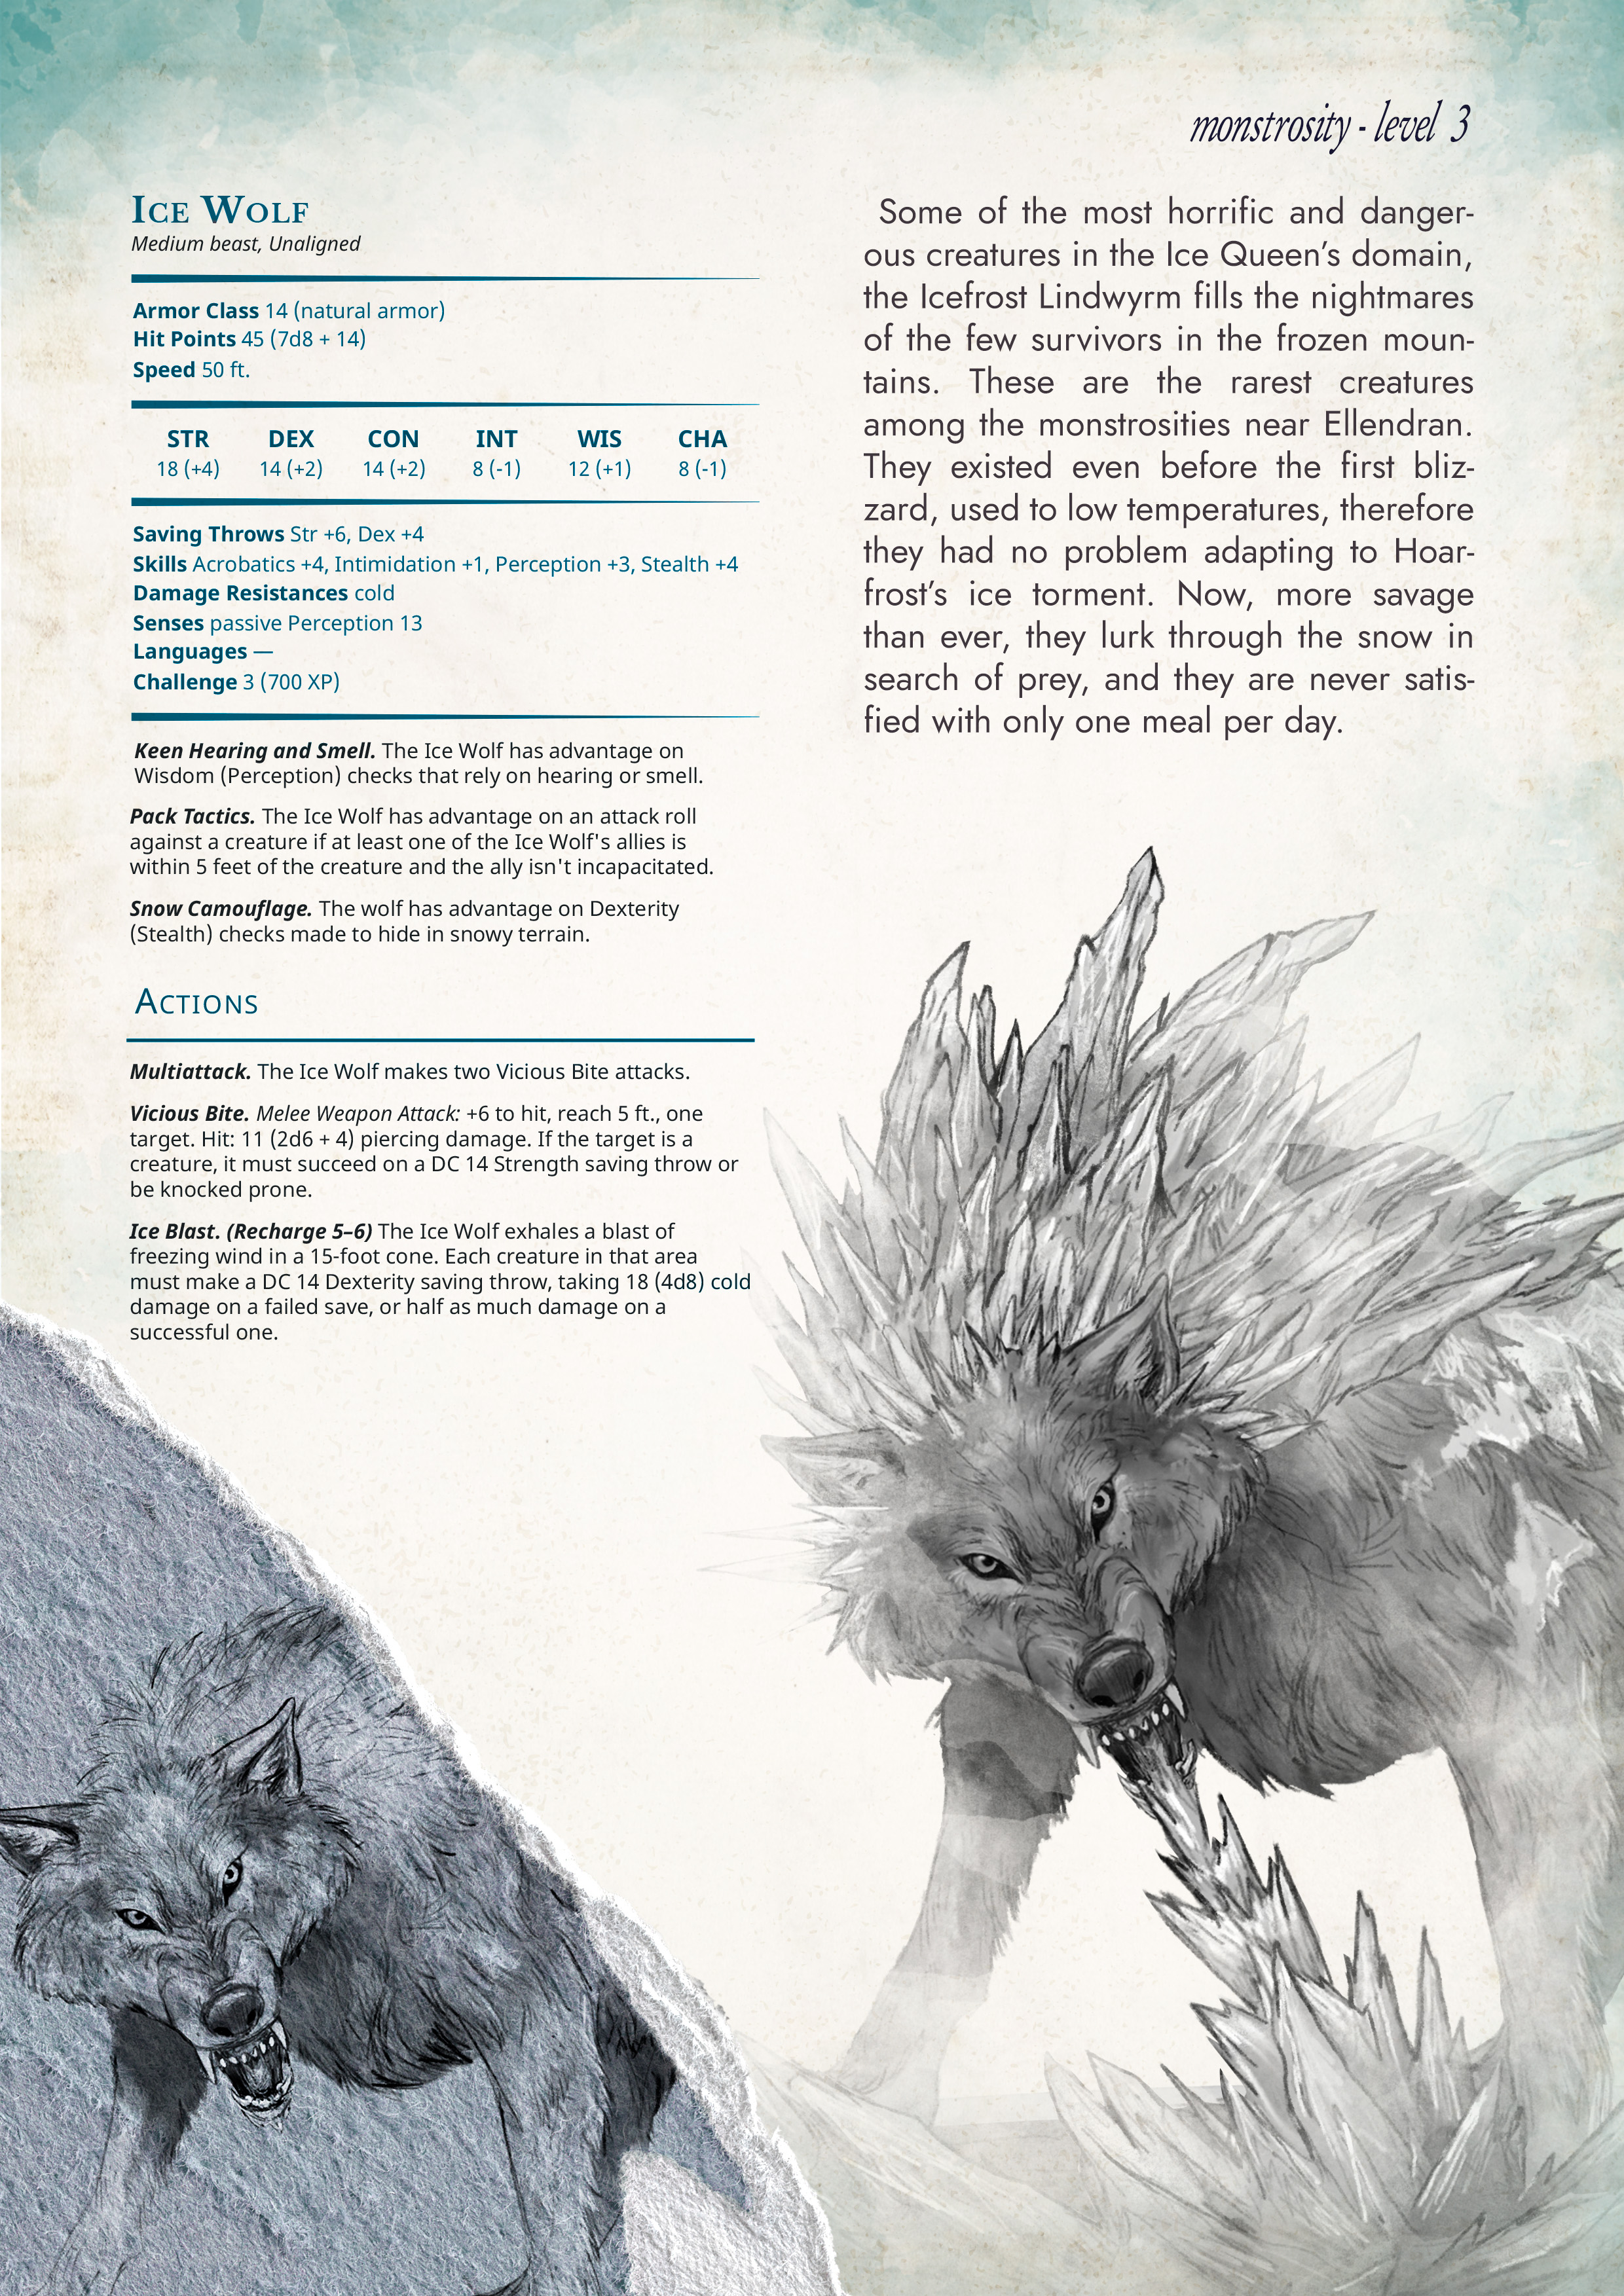 monstrosity - level 3
Ice Wolf
Medium beast, Unaligned
Armor Class 14 (natural armor)
Hit Points 45 (7d8 + 14)
Speed 50 ft.
STR DEX CON INT WIS CHA
18 (+4) 14 (+2) 14 (+2) 8 (-1) 12 (+1) 8 (-1)
Saving Throws Str +6, Dex +4
Skills Acrobatics +4, Intimidation +1, Perception +3, Stealth +4
Damage Resistances cold
Senses passive Perception 13
Languages —
Challenge 3 (700 XP)
Keen Hearing and Smell. The Ice Wolf has advantage on
Wisdom (Perception) checks that rely on hearing or smell.
Pack Tactics. The Ice Wolf has advantage on an attack roll
against a creature if at least one of the Ice Wolf's allies is
within 5 feet of the creature and the ally isn't incapacitated.
Snow Camouflage. The wolf has advantage on Dexterity
(Stealth) checks made to hide in snowy terrain.
Actions
Multiattack. The Ice Wolf makes two Vicious Bite attacks.
Vicious Bite. Melee Weapon Attack: +6 to hit, reach 5 ft., one
target. Hit: 11 (2d6 + 4) piercing damage. If the target is a
creature, it must succeed on a DC 14 Strength saving throw or
be knocked prone.
Ice Blast. (Recharge 5–6) The Ice Wolf exhales a blast of
freezing wind in a 15-foot cone. Each creature in that area
must make a DC 14 Dexterity saving throw, taking 18 (4d8) cold
damage on a failed save, or half as much damage on a
successful one.
Some of the most horrific and danger-
ous creatures in the Ice Queen’s domain,
the Icefrost Lindwyrm fills the nightmares
of the few survivors in the frozen moun-
tains. These are the rarest creatures
among the monstrosities near Ellendran.
They existed even before the first bliz-
zard, used to low temperatures, therefore
they had no problem adapting to Hoar-
frost’s ice torment. Now, more savage
than ever, they lurk through the snow in
search of prey, and they are never satis-
fied with only one meal per day.